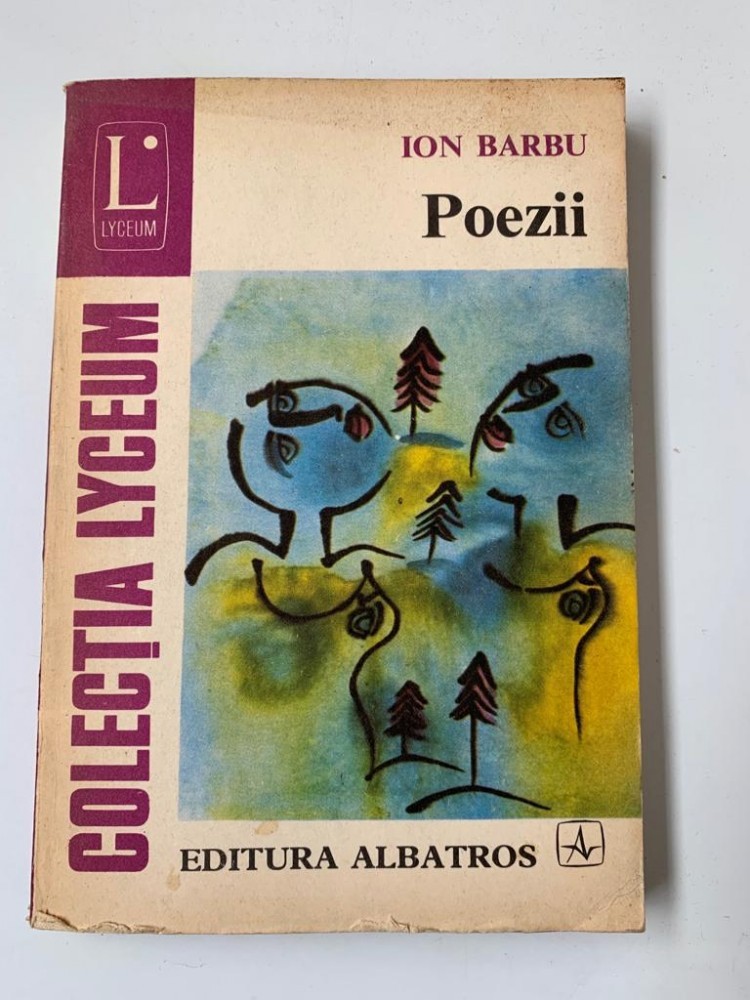 L
LYCEUM
ION BARBU
Poezii
COLECȚIA LYCEUM
EDITURA ALBATROS